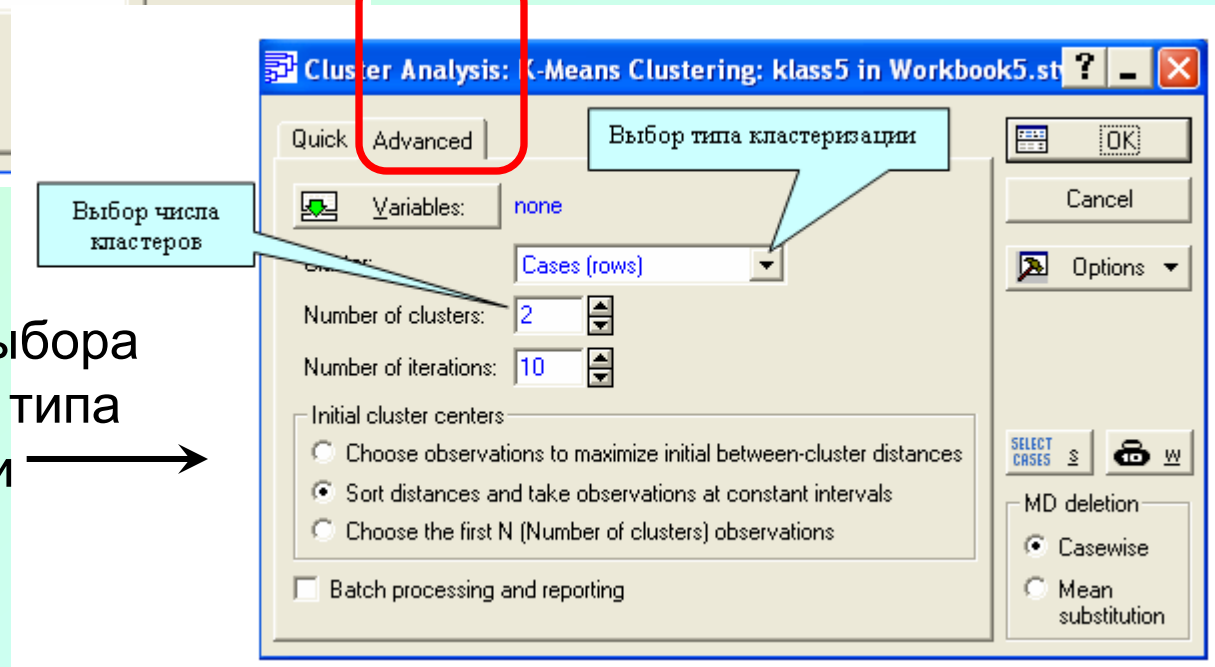 Cluster Analysis: K-Means Clustering: klass5 in Workbook5.st
Quick
Advanced
Выбор типа кластеризации
OK
Cancel
Options
Выбор числа
кластеров
Variables:
none
Cases (rows)
Number of clusters:
2
Number of iterations:
10
ыбора
типа
и
Initial cluster centers
Choose observations to maximize initial between-cluster distances
Sort distances and take observations at constant intervals
Choose the first N (Number of clusters) observations
Batch processing and reporting
SELECT
CASES
S
W
MD deletion
Casewise
Mean
substitution